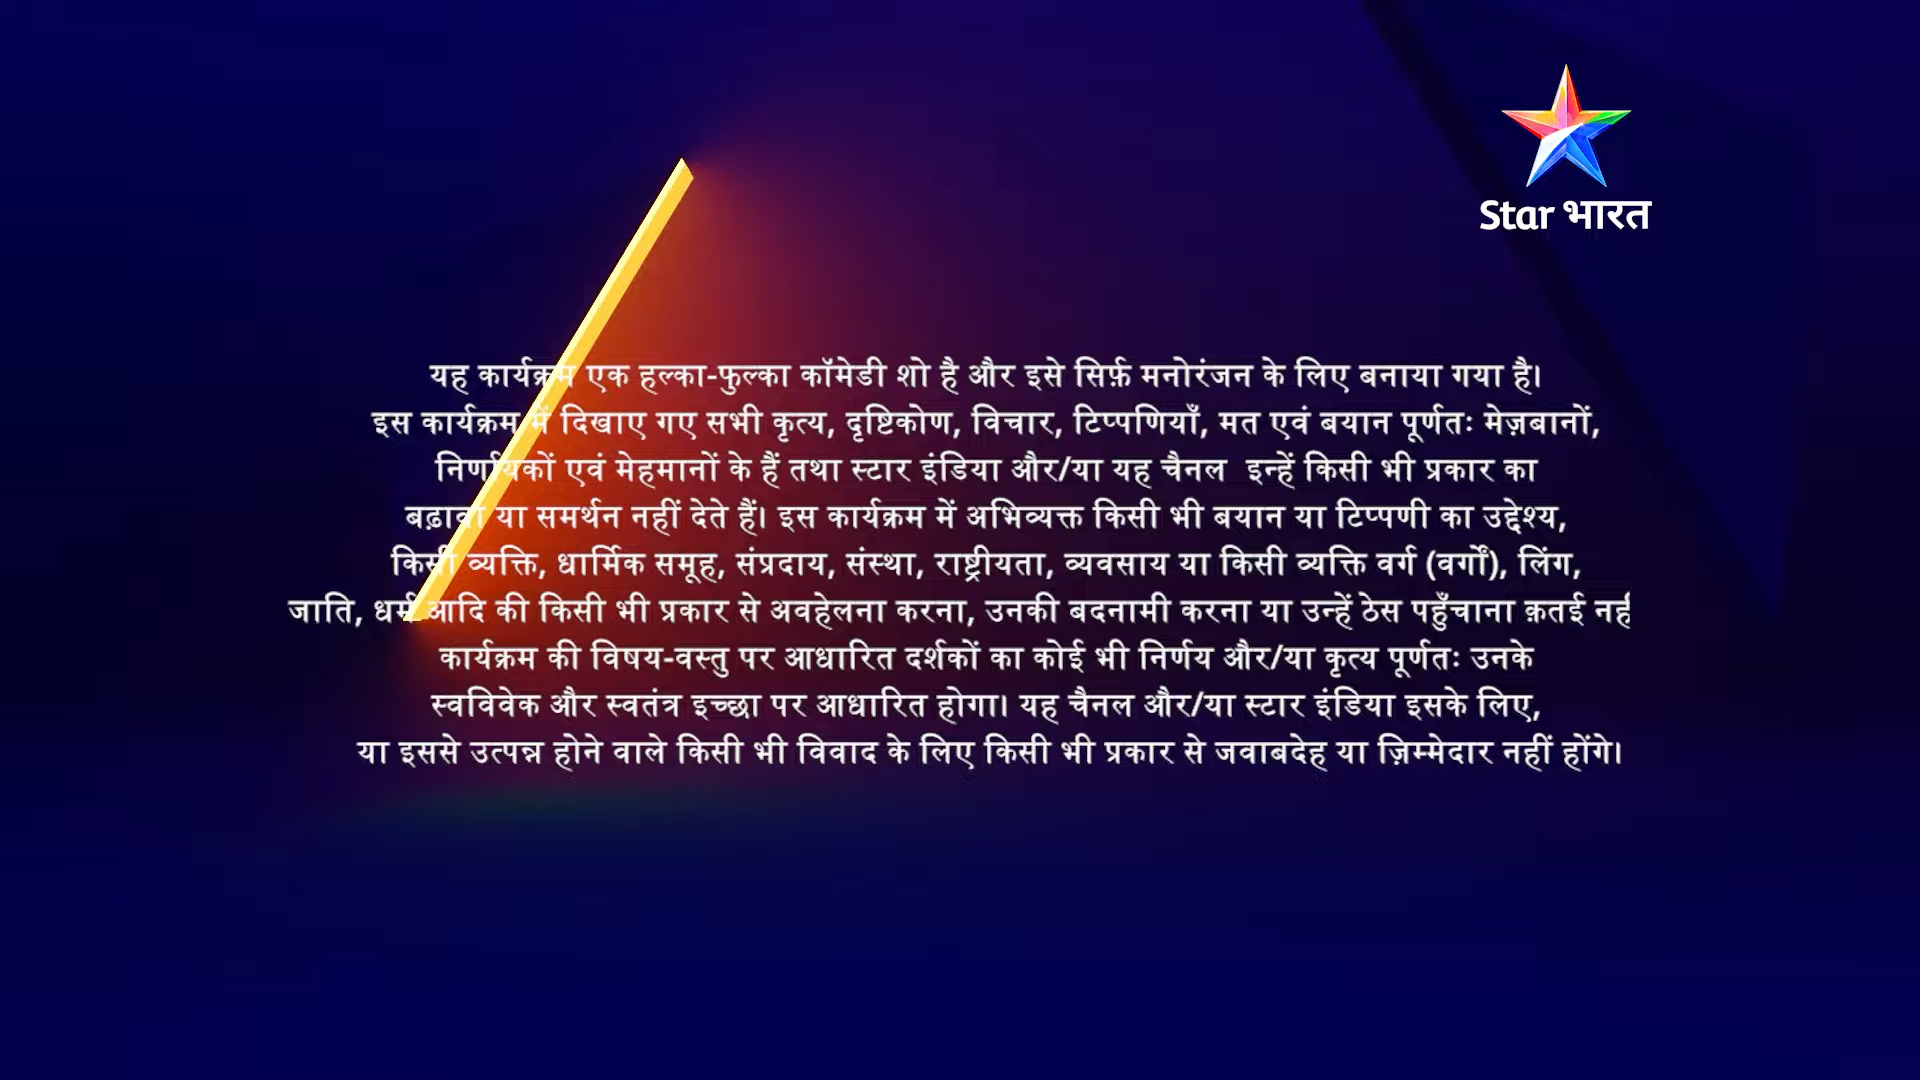 Star भारत
यह कार्यक्रम एक हल्का-फुल्का कॉमेडी शो है और इसे सिर्फ़ मनोरंजन के लिए बनाया गया है।
इस कार्यक्रम में दिखाए गए सभी कृत्य, दृष्टिकोण, विचार, टिप्पणियाँ, मत एवं बयान पूर्णतः मेज़बानों,
निर्णायकों एवं मेहमानों के हैं तथा स्टार इंडिया और/या यह चैनल इन्हें किसी भी प्रकार का
बढ़ावा या समर्थन नहीं देते हैं। इस कार्यक्रम में अभिव्यक्त किसी भी बयान या टिप्पणी का उद्देश्य,
किसी व्यक्ति, धार्मिक समूह, संप्रदाय, संस्था, राष्ट्रीयता, व्यवसाय या किसी व्यक्ति वर्ग (वर्गों), लिंग,
जाति, धर्म आदि की किसी भी प्रकार से अवहेलना करना, उनकी बदनामी करना या उन्हें ठेस पहुँचाना क़तई
कार्यक्रम की विषय-वस्तु पर आधारित दर्शकों का कोई भी निर्णय और/या कृत्य पूर्णतः उनके
स्वविवेक और स्वतंत्र इच्छा पर आधारित होगा। यह चैनल और/या स्टार इंडिया इसके लिए,
या इससे उत्पन्न होने वाले किसी भी विवाद के लिए किसी भी प्रकार से जवाबदेह या ज़िम्मेदार नहीं होंगे।